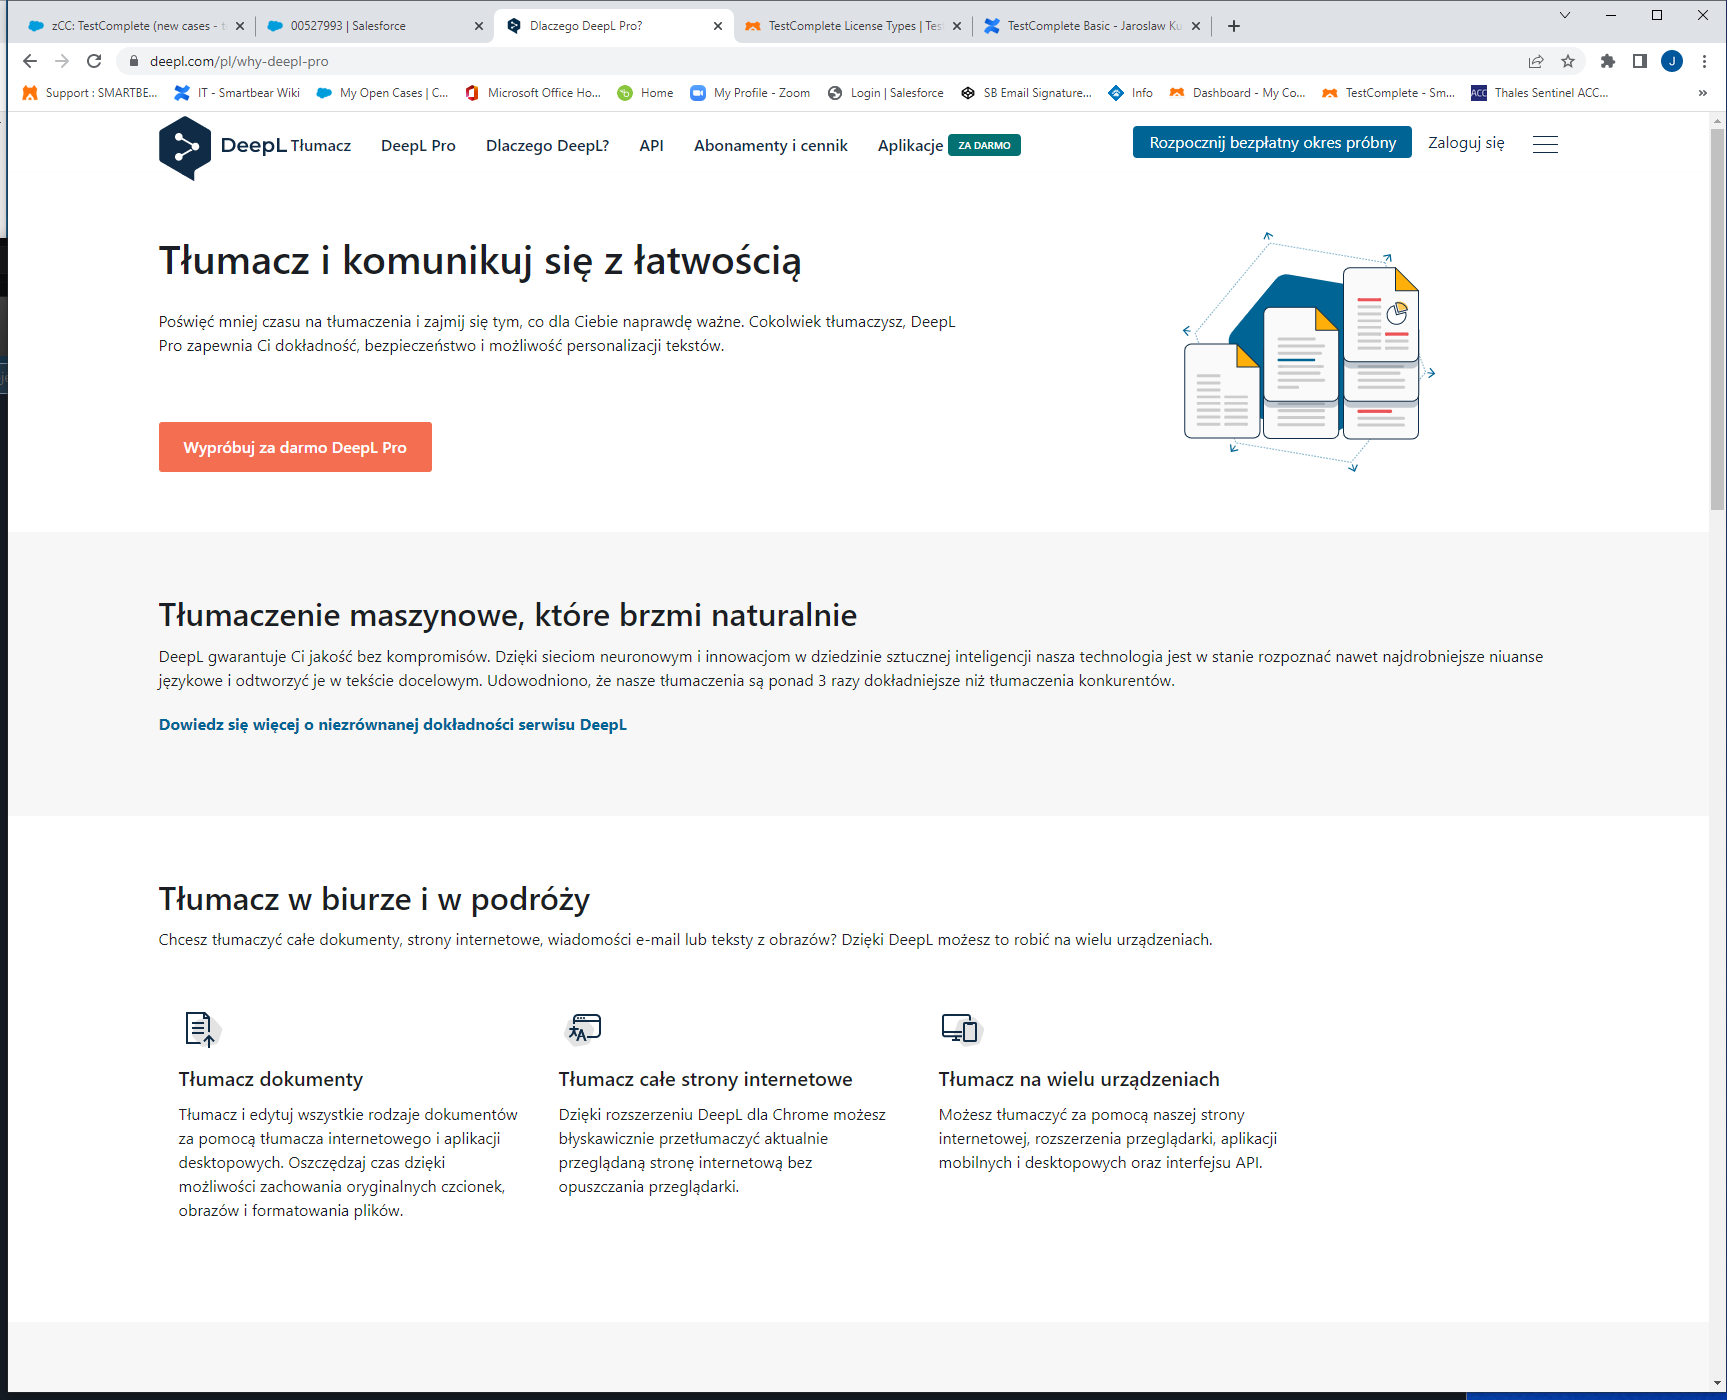 zCC: TestComplete (new cases - t
00527993 | Salesforce
Dlaczego DeepL Pro?
TestComplete License Types | Tes
TestComplete Basic - Jaroslaw Ku
deepl.com/pl/why-deepl-pro
J
Support : SMARTBE...
IT - Smartbear Wiki
My Open Cases | C...
Microsoft Office Ho...
Home
My Profile - Zoom
Login | Salesforce
SB Email Signature...
Info
Dashboard - My Co...
TestComplete - Sm...
ACC
Thales Sentinel ACC...
DeepL
Tłumacz
DeepL Pro
Dlaczego DeepL?
API
Abonamenty i cennik
Aplikacje
ZA DARMO
Rozpocznij bezpłatny okres próbny
Zaloguj się
Tłumacz i komunikuj się z łatwością
Poświęć mniej czasu na tłumaczenia i zajmij się tym, co dla Ciebie naprawdę ważne. Cokolwiek tłumaczysz, DeepL
Pro zapewnia Ci dokładność, bezpieczeństwo i możliwość personalizacji tekstów.
Wypróbuj za darmo DeepL Pro
Tłumaczenie maszynowe, które brzmi naturalnie
DeepL gwarantuje Ci jakość bez kompromisów. Dzięki sieciom neuronowym i innowacjom w dziedzinie sztucznej inteligencji nasza technologia jest w stanie rozpoznać nawet najdrobniejsze niuanse
językowe i odtworzyć je w tekście docelowym. Udowodniono, że nasze tłumaczenia są ponad 3 razy dokładniejsze niż tłumaczenia konkurentów.
Dowiedz się więcej o niezrównanej dokładności serwisu DeepL
Tłumacz w biurze i w podróży
Chcesz tłumaczyć całe dokumenty, strony internetowe, wiadomości e-mail lub teksty z obrazów? Dzięki DeepL możesz to robić na wielu urządzeniach.
Tłumacz dokumenty
Tłumacz i edytuj wszystkie rodzaje dokumentów
za pomocą tłumacza internetowego i aplikacji
desktopowych. Oszczędzaj czas dzięki
możliwości zachowania oryginalnych czcionek,
obrazów i formatowania plików.
Tłumacz całe strony internetowe
Dzięki rozszerzeniu DeepL dla Chrome możesz
błyskawicznie przetłumaczyć aktualnie
przeglądaną stronę internetową bez
opuszczania przeglądarki.
Tłumacz na wielu urządzeniach
Możesz tłumaczyć za pomocą naszej strony
internetowej, rozszerzenia przeglądarki, aplikacji
mobilnych i desktopowych oraz interfejsu API.